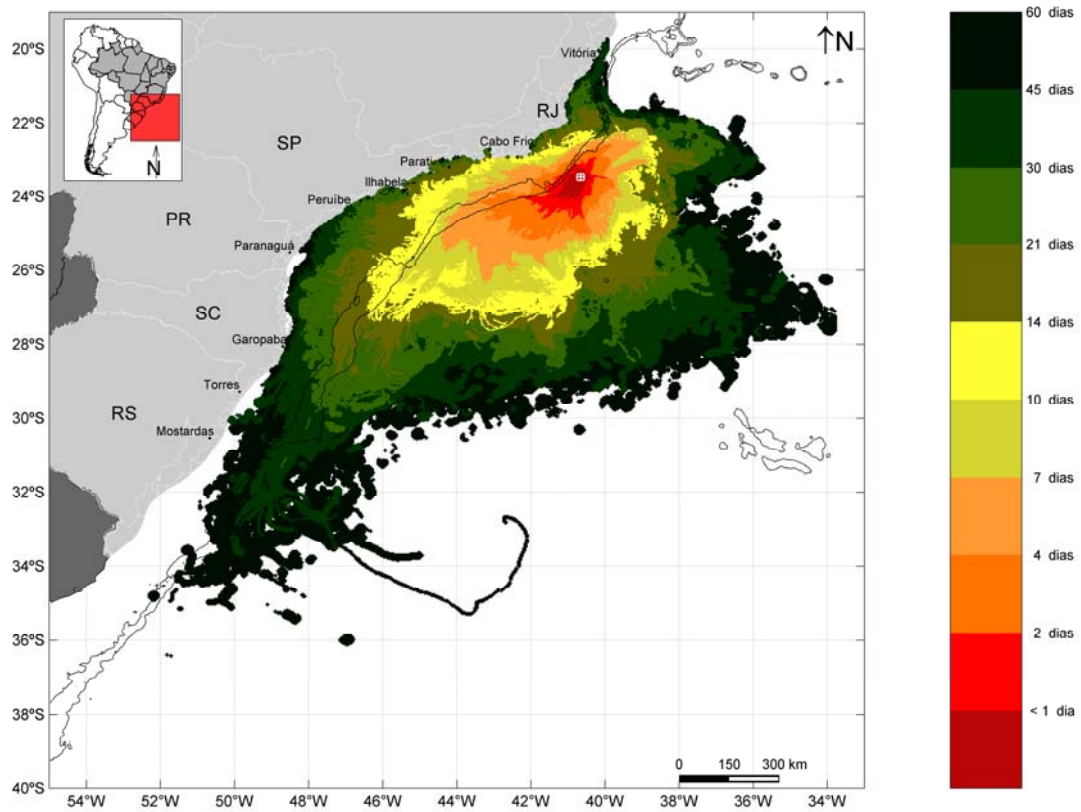 20°S
22°S
24°S
26°S
28°S
30°S
32°S
34°S
36°S
38°S
40°S
54°W
52°W
50°W
48°W
46°W
44°W
42°W
40°W
38°W
36°W
34°W
N
N
Vitória
RJ
SP
Cabo Frio
Parati
Ilhabela
Peruíbe
PR
Paranaguá
SC
Garopaba
Torres
RS
Mostardas
0 150 300 km
60 dias
45 dias
30 dias
21 dias
14 dias
10 dias
7 dias
4 dias
2 dias
< 1 dia